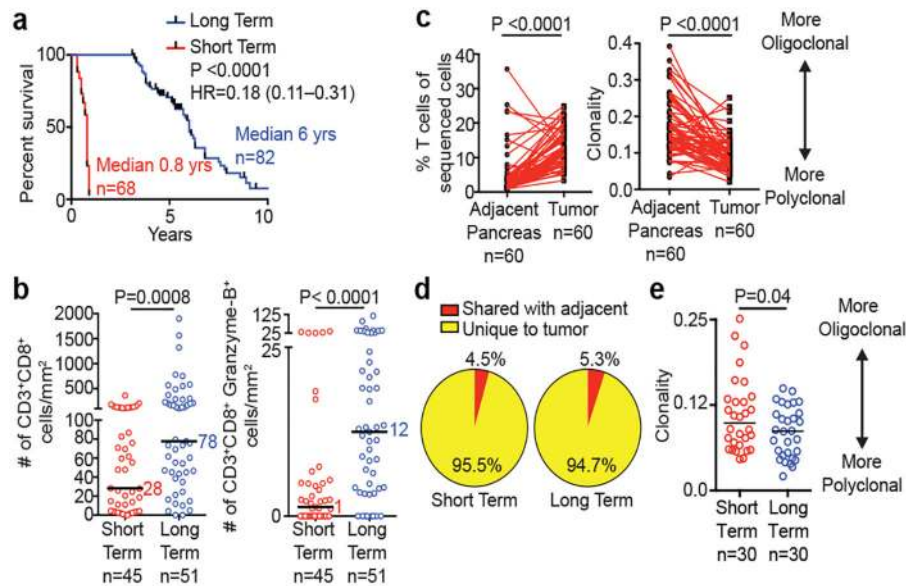 a
Long Term
Short Term
P <0.0001
HR=0.18 (0.11–0.31)
Percent survival
100
50
0
Median 0.8 yrs
n=68
Median 6 yrs
n=82
0
5
10
Years
b
P=0.0008
# of CD3⁺CD8⁺
cells/mm²
2000
1500
1000
500
100
80
60
40
20
0
28
78
Short
Term
n=45
Long
Term
n=51
P< 0.0001
# of CD3⁺CD8⁺ Granzyme-B⁺
cells/mm²
125
75
25
25
0
1
12
Short
Term
n=45
Long
Term
n=51
c
P <0.0001
% T cells of
sequenced cells
40
30
20
10
0
Adjacent
Pancreas
n=60
Tumor
n=60
P <0.0001
Clonality
0.4
0.3
0.2
0.1
0.0
Adjacent
Pancreas
n=60
Tumor
n=60
More
Oligoclonal
More
Polyclonal
d
Shared with adjacent
Unique to tumor
4.5%
95.5%
Short Term
5.3%
94.7%
Long Term
e
P=0.04
Clonality
0.25
0.12
0.00
Short
Term
n=30
Long
Term
n=30
More
Oligoclonal
More
Polyclonal